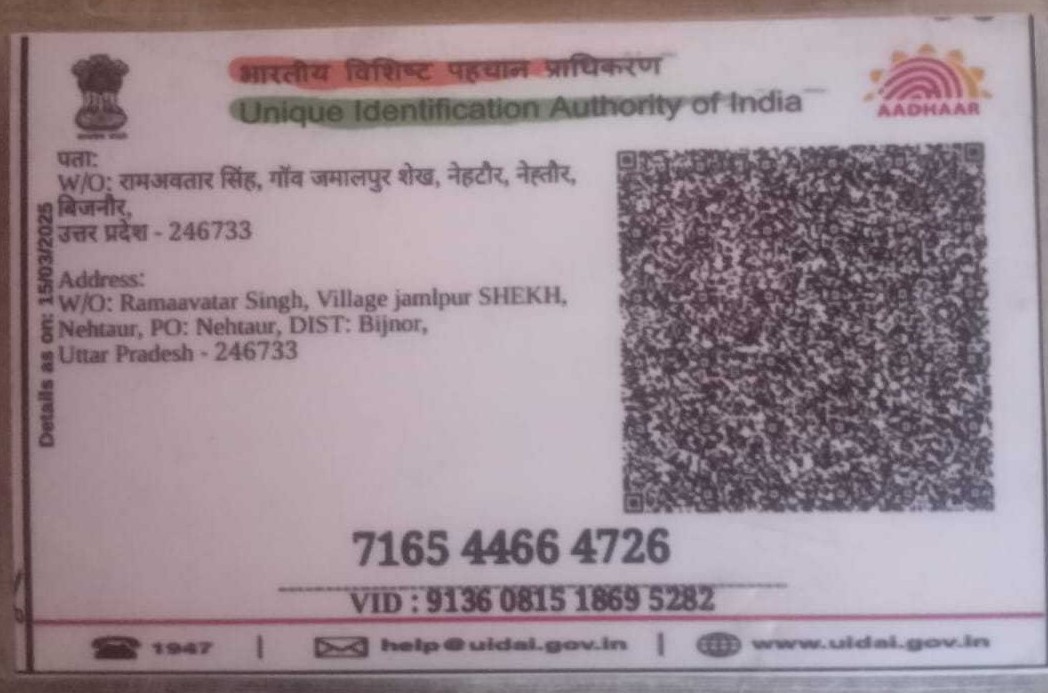 भारतीय विशिष्ट पहचान प्राधिकरण
Unique Identification Authority of India
AADHAAR
पता:
W/O: रामअवतार सिंह, गॉव जमालपुर शेख, नेहटौर, नेह्तौर,
बिजनौर,
उत्तर प्रदेश - 246733
Address:
W/O: Ramaavatar Singh, Village jamlpur SHEKH,
Nehtaur, PO: Nehtaur, DIST: Bijnor,
Uttar Pradesh - 246733
Details as on: 15/03/2025
7165 4466 4726
VID : 9136 0815 1869 5282
1947 | help@uidai.gov.in | www.uidai.gov.in